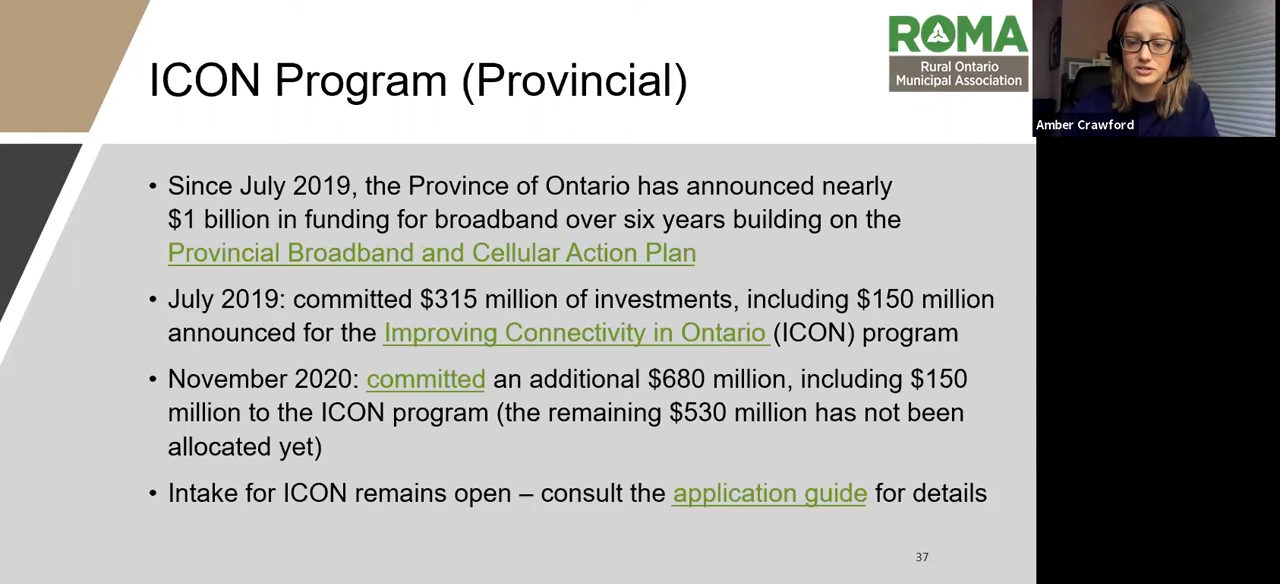 ICON Program (Provincial)
ROMA
Rural Ontario
Municipal Association
Amber Crawford
• Since July 2019, the Province of Ontario has announced nearly
$1 billion in funding for broadband over six years building on the
Provincial Broadband and Cellular Action Plan
• July 2019: committed $315 million of investments, including $150 million
announced for the Improving Connectivity in Ontario (ICON) program
• November 2020: committed an additional $680 million, including $150
million to the ICON program (the remaining $530 million has not been
allocated yet)
• Intake for ICON remains open – consult the application guide for details
37